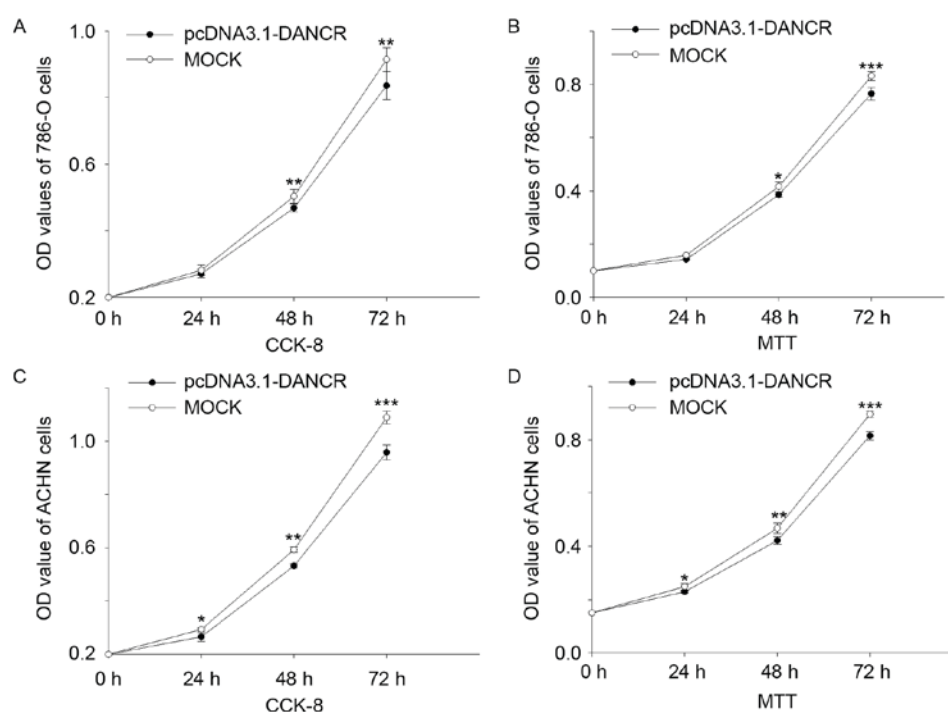 A
pcDNA3.1-DANCR
MOCK
OD values of 786-O cells
1.0
0.6
0.2
**
**
0 h 24 h 48 h 72 h
CCK-8
B
pcDNA3.1-DANCR
MOCK
OD values of 786-O cells
0.8
0.4
0.0
*
***
0 h 24 h 48 h 72 h
MTT
C
pcDNA3.1-DANCR
MOCK
OD value of ACHN cells
1.0
0.6
0.2
*
**
***
0 h 24 h 48 h 72 h
CCK-8
D
pcDNA3.1-DANCR
MOCK
OD value of ACHN cells
0.8
0.4
0.0
*
**
***
0 h 24 h 48 h 72 h
MTT